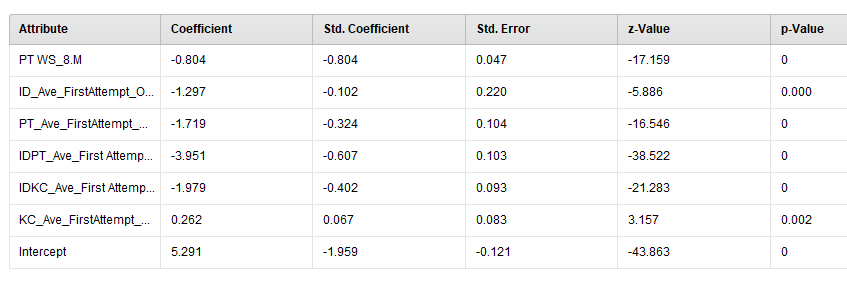 Attribute Coefficient Std. Coefficient Std. Error z-Value p-Value
PT WS_8.M -0.804 -0.804 0.047 -17.159 0
ID_Ave_FirstAttempt_O... -1.297 -0.102 0.220 -5.886 0.000
PT_Ave_FirstAttempt_... -1.719 -0.324 0.104 -16.546 0
IDPT_Ave_First Attemp... -3.951 -0.607 0.103 -38.522 0
IDKC_Ave_First Attemp... -1.979 -0.402 0.093 -21.283 0
KC_Ave_FirstAttempt_... 0.262 0.067 0.083 3.157 0.002
Intercept 5.291 -1.959 -0.121 -43.863 0